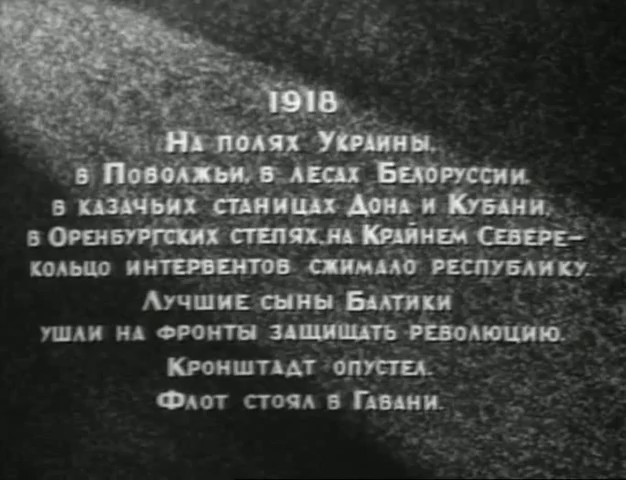 1918
На полях Украины,
в Поволжьи, в лесах Белоруссии,
в казачьих станицах Дона и Кубани,
в Оренбургских степях, на Крайнем Севере—
кольцо интервентов сжимало республику.
Лучшие сыны Балтики
ушли на фронты защищать революцию.
Кронштадт опустел.
Флот стоял в Гавани.